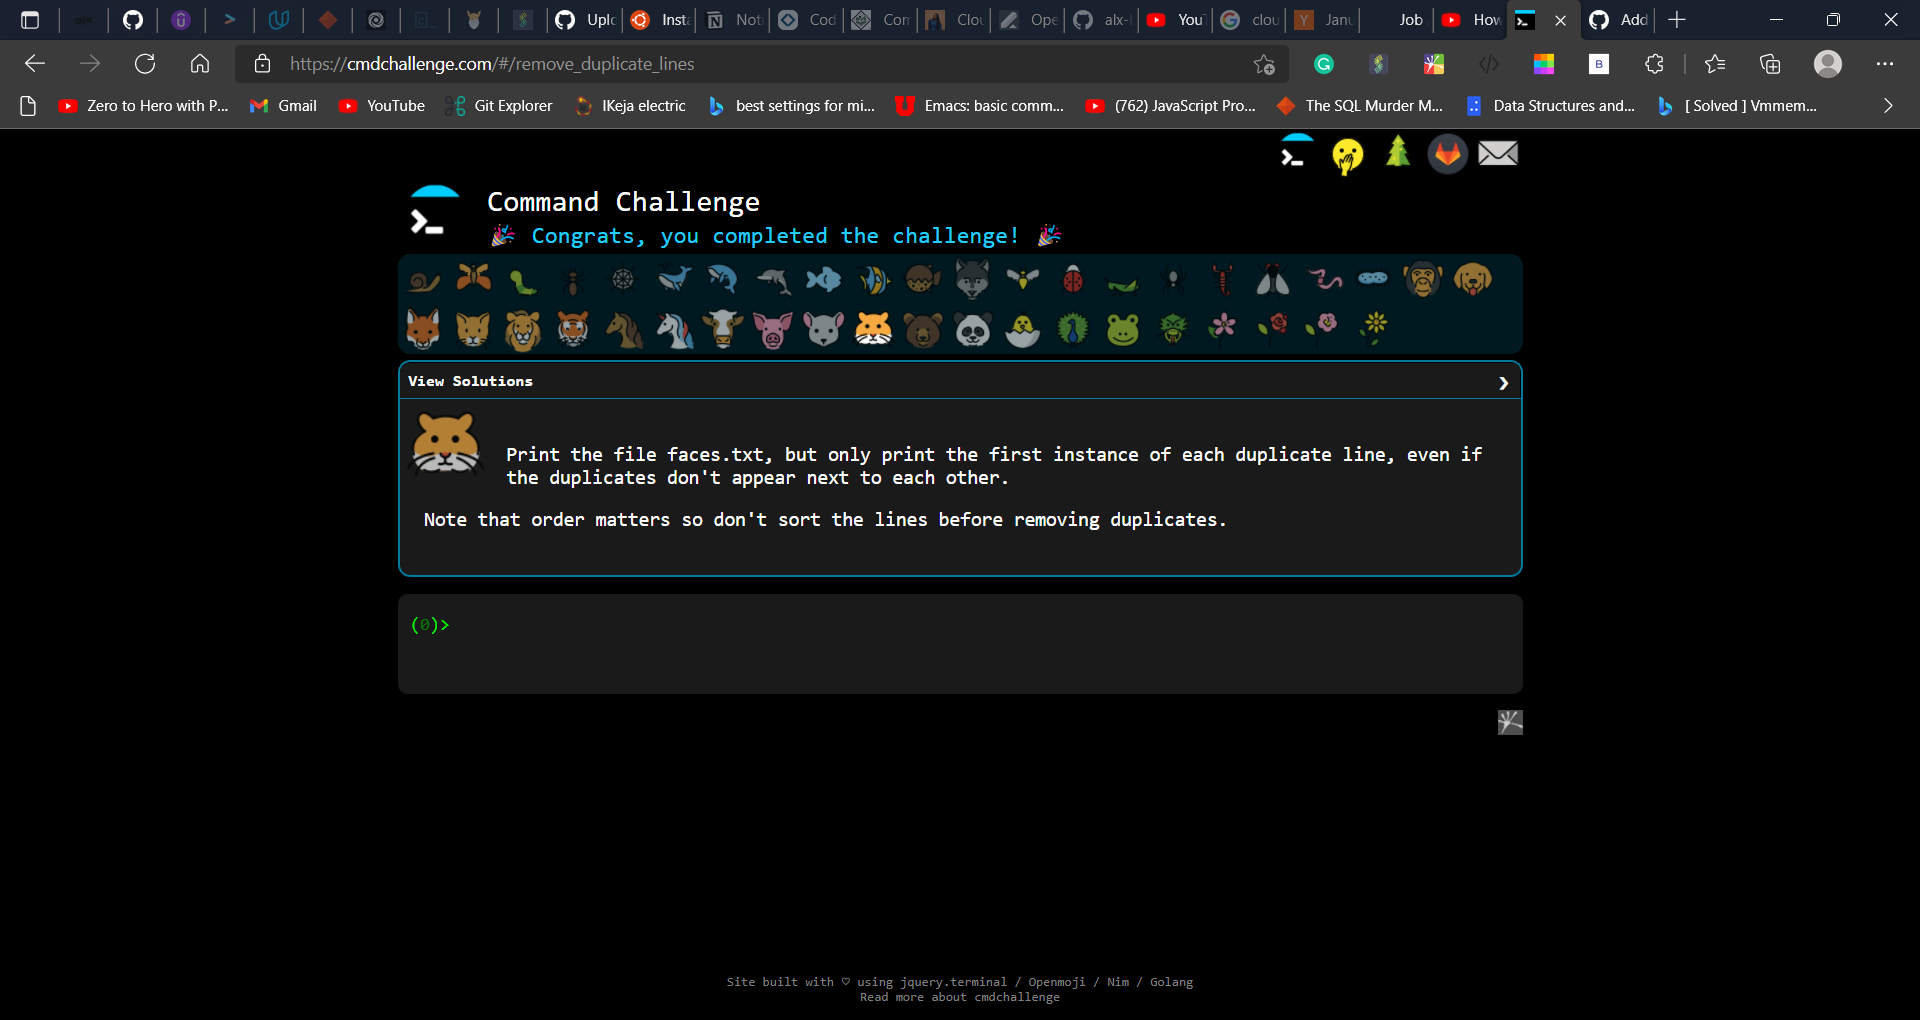 alx
Uplo
Insta
Not
Cod
Con
Clou
Ope
alx-
You
clou
Janu
Job
How
Add
https://cmdchallenge.com/#/remove_duplicate_lines
Zero to Hero with P...
Gmail
YouTube
Git Explorer
IKeja electric
best settings for mi...
Emacs: basic comm...
(762) JavaScript Pro...
The SQL Murder M...
Data Structures and...
[ Solved ] Vmmem...
Command Challenge
Congrats, you completed the challenge!
View Solutions
Print the file faces.txt, but only print the first instance of each duplicate line, even if
the duplicates don't appear next to each other.
Note that order matters so don't sort the lines before removing duplicates.
(0)>
Site built with ♡ using jquery.terminal / Openmoji / Nim / Golang
Read more about cmdchallenge